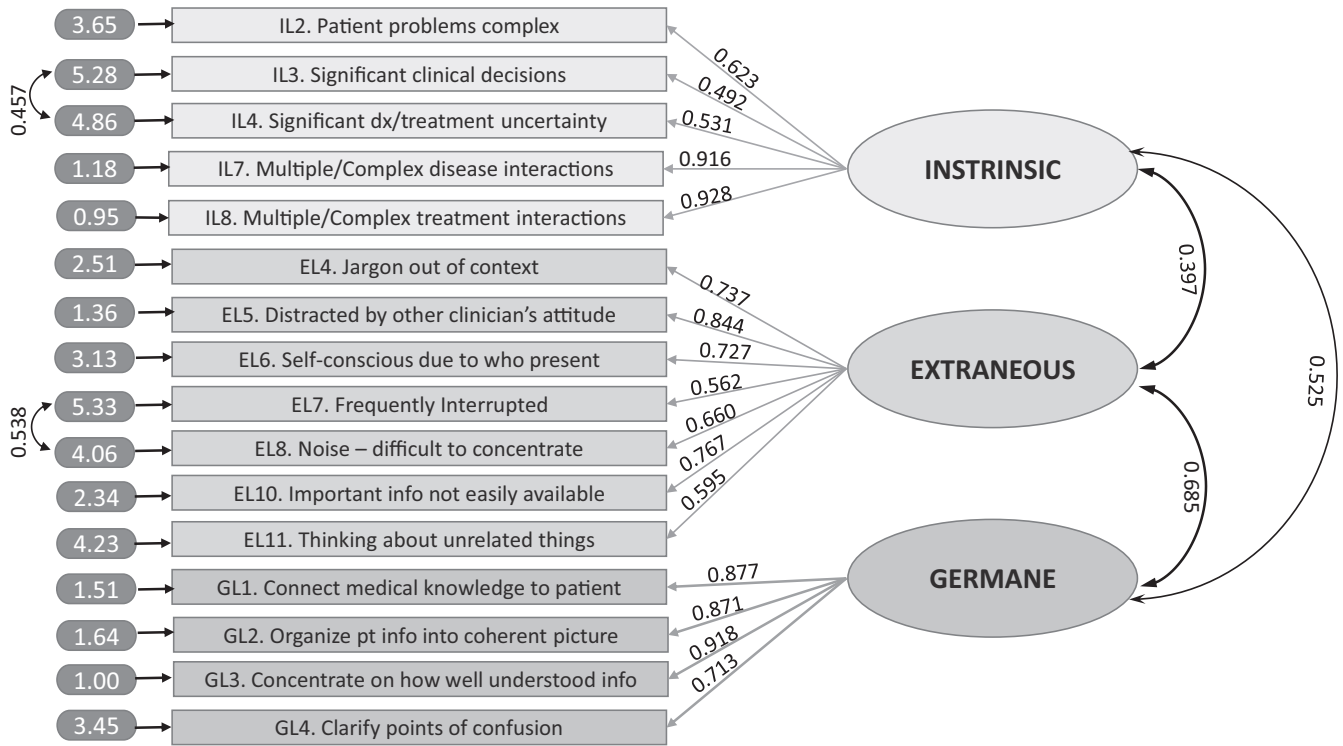 3.65 IL2. Patient problems complex
0.623
5.28 IL3. Significant clinical decisions
0.492
0.457
4.86 IL4. Significant dx/treatment uncertainty
0.531
1.18 IL7. Multiple/Complex disease interactions
0.916
INSTRINSIC
0.95 IL8. Multiple/Complex treatment interactions
0.928
2.51 EL4. Jargon out of context
0.737
0.397
1.36 EL5. Distracted by other clinician's attitude
0.844
3.13 EL6. Self-conscious due to who present
0.727
EXTRANEOUS
0.525
5.33 EL7. Frequently Interrupted
0.562
0.538
4.06 EL8. Noise – difficult to concentrate
0.660
2.34 EL10. Important info not easily available
0.767
0.685
4.23 EL11. Thinking about unrelated things
0.595
1.51 GL1. Connect medical knowledge to patient
0.877
GERMANE
1.64 GL2. Organize pt info into coherent picture
0.871
1.00 GL3. Concentrate on how well understood info
0.918
3.45 GL4. Clarify points of confusion
0.713